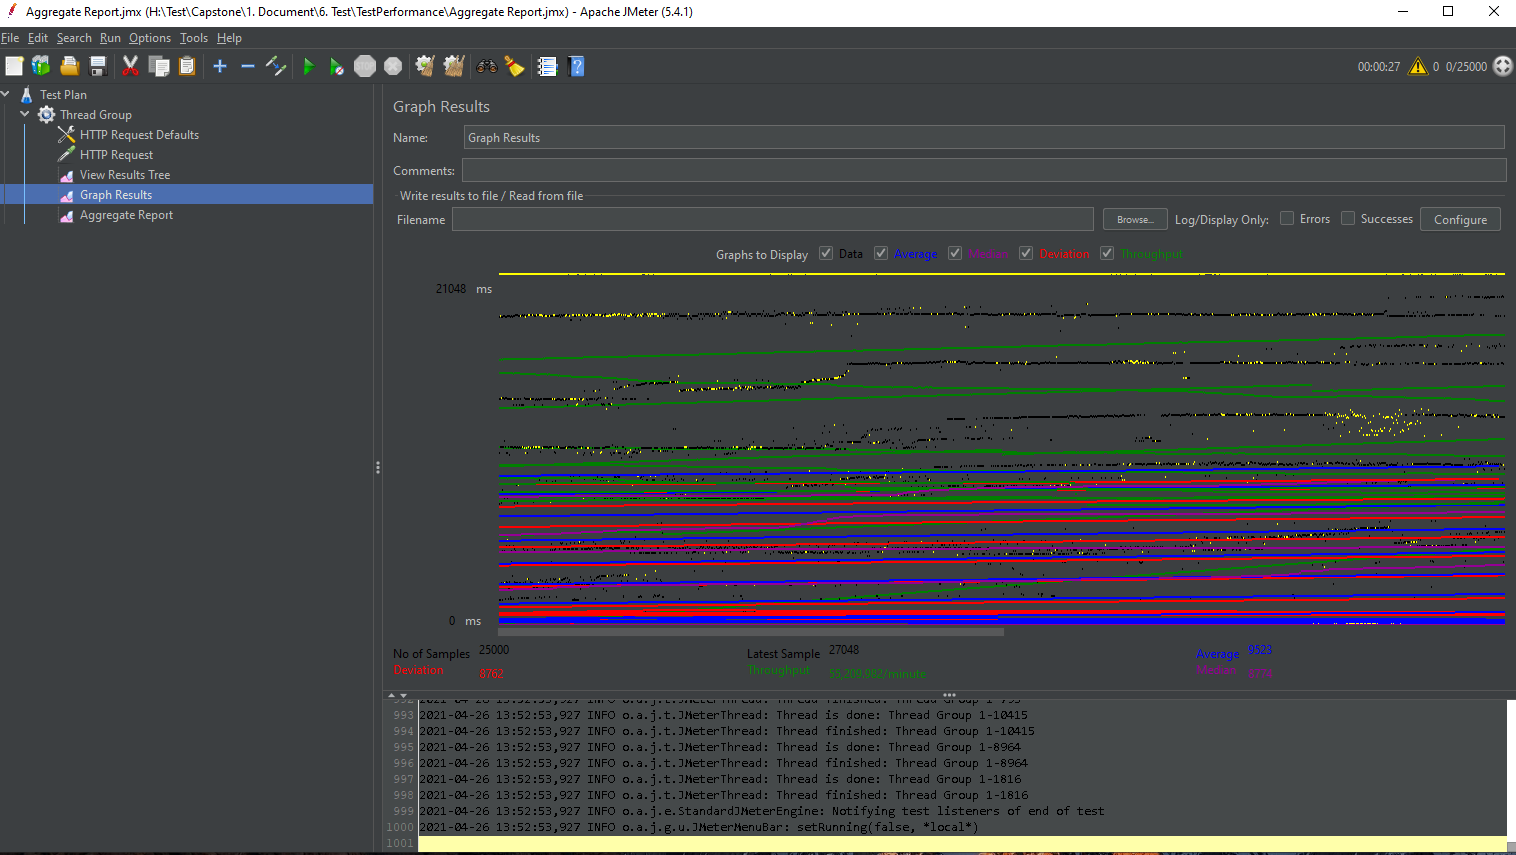 Aggregate Report.jmx (H:\Test\Capstone\1. Document\6. Test\TestPerformance\Aggregate Report.jmx) - Apache JMeter (5.4.1)
File Edit Search Run Options Tools Help
00:00:27 0 0/25000
Test Plan
Thread Group
HTTP Request Defaults
HTTP Request
View Results Tree
Graph Results
Aggregate Report
Graph Results
Name: Graph Results
Comments:
Write results to file / Read from file
Filename Browse... Log/Display Only: Errors Successes Configure
Graphs to Display Data Average Median Deviation Throughput
21048 ms
0 ms
No of Samples 25000 Latest Sample 27048 Average 9523
Deviation 8762 Throughput 55,209.982/minute Median
993 2021-04-26 13:52:53,927 INFO o.a.j.t.JMeterThread: Thread is done: Thread Group 1-10415
994 2021-04-26 13:52:53,927 INFO o.a.j.t.JMeterThread: Thread finished: Thread Group 1-10415
995 2021-04-26 13:52:53,927 INFO o.a.j.t.JMeterThread: Thread is done: Thread Group 1-8964
996 2021-04-26 13:52:53,927 INFO o.a.j.t.JMeterThread: Thread finished: Thread Group 1-8964
997 2021-04-26 13:52:53,927 INFO o.a.j.t.JMeterThread: Thread is done: Thread Group 1-1816
998 2021-04-26 13:52:53,927 INFO o.a.j.t.JMeterThread: Thread finished: Thread Group 1-1816
999 2021-04-26 13:52:53,927 INFO o.a.j.e.StandardJMeterEngine: Notifying test listeners of end of test
1000 2021-04-26 13:52:53,927 INFO o.a.j.g.u.JMeterMenuBar: setRunning(false, *local*)
1001